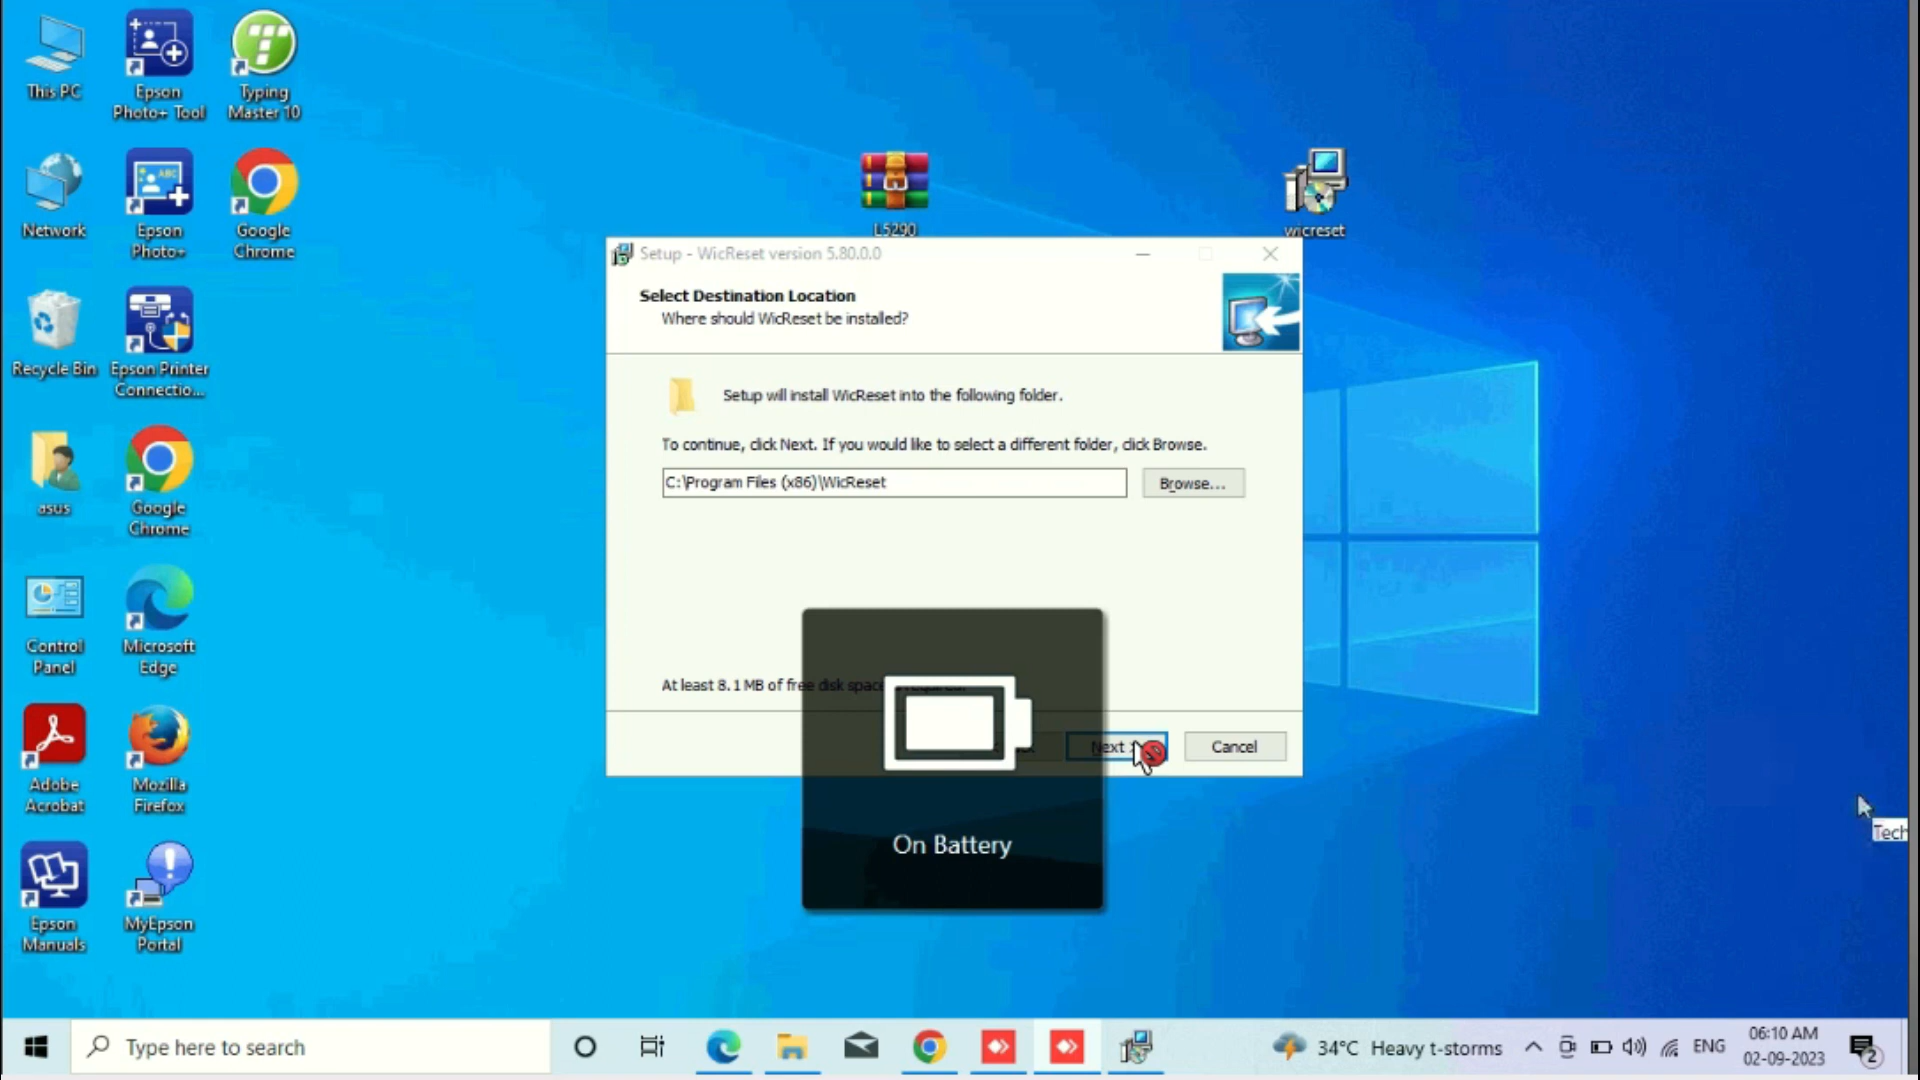 This PC
Epson
Photo+ Tool
Typing
Master 10
Network
Epson
Photo+
Google
Chrome
L5290
wicreset
Recycle Bin
Epson Printer
Connectio...
asus
Google
Chrome
Control
Panel
Microsoft
Edge
Adobe
Acrobat
Mozilla
Firefox
Epson
Manuals
MyEpson
Portal
Setup - WicReset version 5.80.0.0
Select Destination Location
Where should WicReset be installed?
Setup will install WicReset into the following folder.
To continue, click Next. If you would like to select a different folder, click Browse.
C:\Program Files (x86)\WicReset
Browse...
At least 8.1 MB of free disk space is required.
Next >
Cancel
On Battery
Tech
Type here to search
34°C Heavy t-storms
ENG
06:10 AM
02-09-2023
2